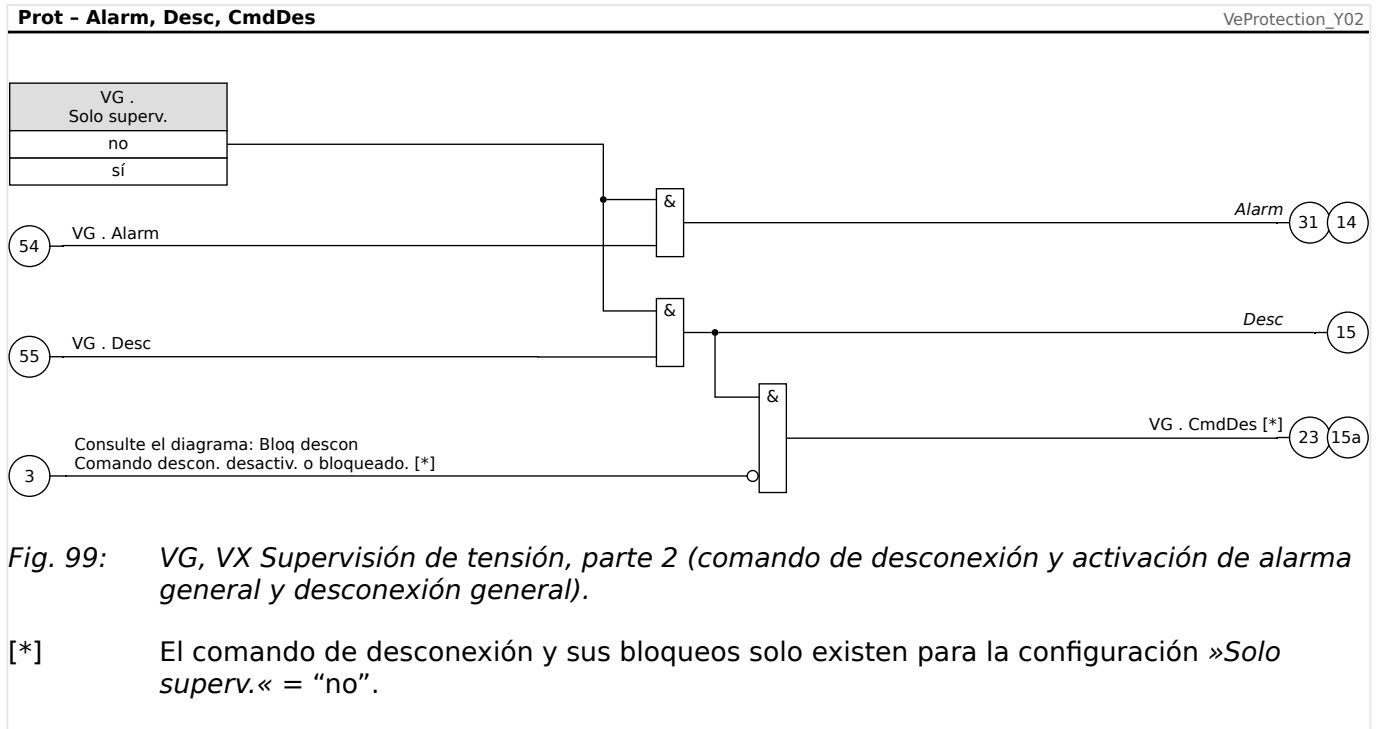 Prot – Alarm, Desc, CmdDes
VeProtection_Y02
VG .
Solo superv.
no
sí
&
Alarm
31 14
54
VG . Alarm
&
Desc
15
55
VG . Desc
&
VG . CmdDes [*]
23 15a
Consulte el diagrama: Bloq descon
Comando descon. desactiv. o bloqueado. [*]
3
Fig. 99: VG, VX Supervisión de tensión, parte 2 (comando de desconexión y activación de alarma
general y desconexión general).
[*] El comando de desconexión y sus bloqueos solo existen para la configuración »Solo
superv.« = “no”.